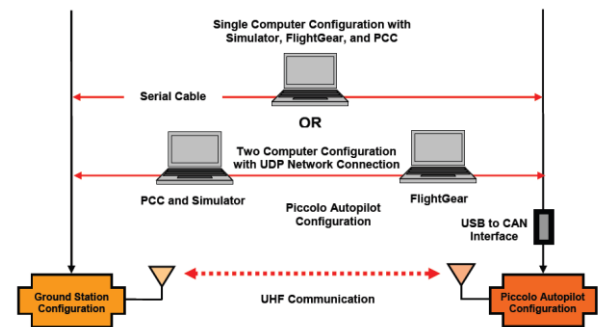 Single Computer Configuration with
Simulator, FlightGear, and PCC
Serial Cable
OR
Two Computer Configuration
with UDP Network Connection
PCC and Simulator
FlightGear
Piccolo Autopilot
Configuration
USB to CAN
Interface
Ground Station
Configuration
UHF Communication
Piccolo Autopilot
Configuration